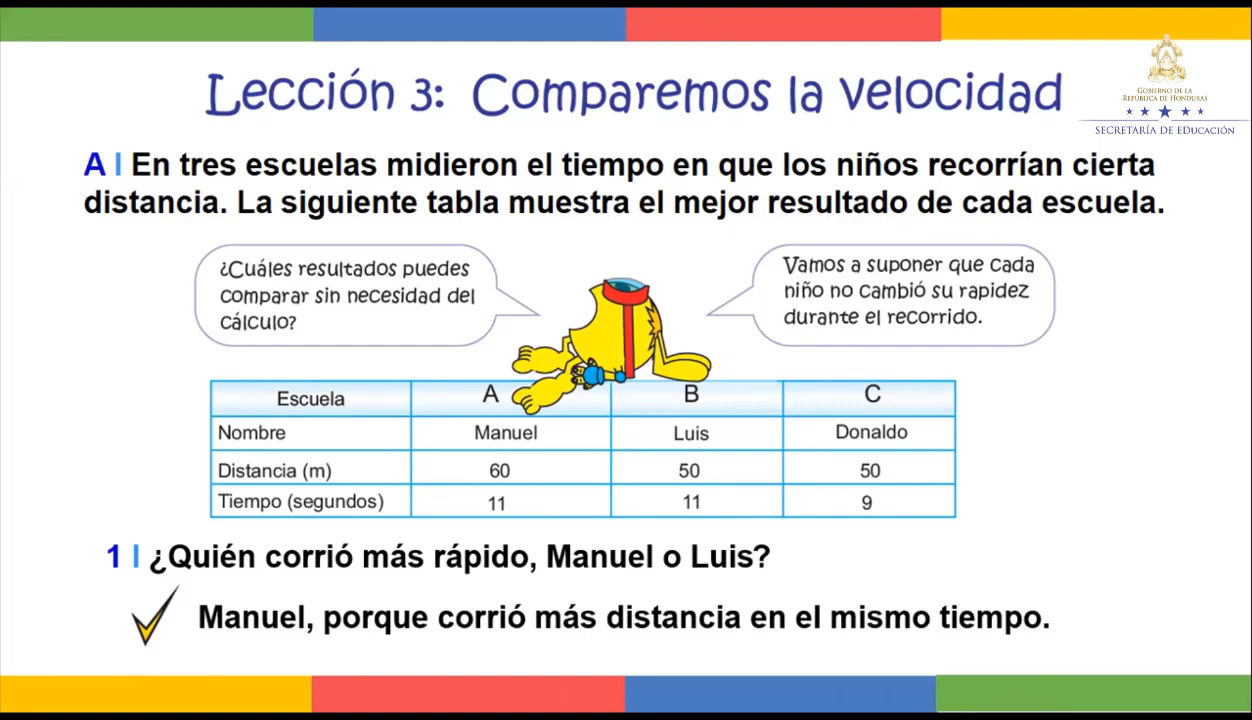 Lección 3: Comparemos la velocidad
GOBIERNO DE LA
REPÚBLICA DE HONDURAS
SECRETARÍA DE EDUCACIÓN
A | En tres escuelas midieron el tiempo en que los niños recorrían cierta
distancia. La siguiente tabla muestra el mejor resultado de cada escuela.
¿Cuáles resultados puedes
comparar sin necesidad del
cálculo?
Vamos a suponer que cada
niño no cambió su rapidez
durante el recorrido.
Escuela A B C
Nombre Manuel Luis Donaldo
Distancia (m) 60 50 50
Tiempo (segundos) 11 11 9
1 | ¿Quién corrió más rápido, Manuel o Luis?
Manuel, porque corrió más distancia en el mismo tiempo.